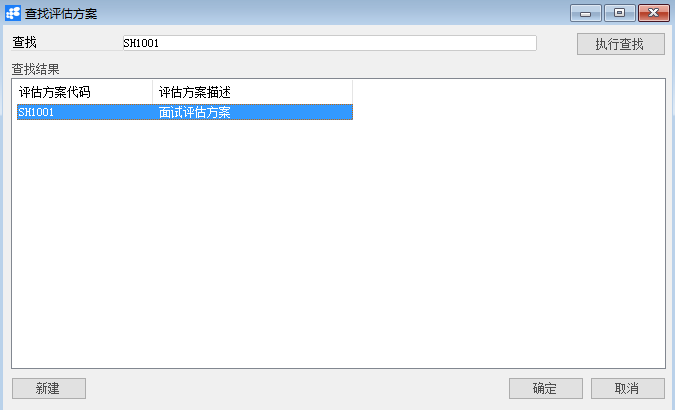 查找评估方案
查找 SH1001 执行查找
查找结果
评估方案代码 评估方案描述
SH1001 面试评估方案
新建 确定 取消